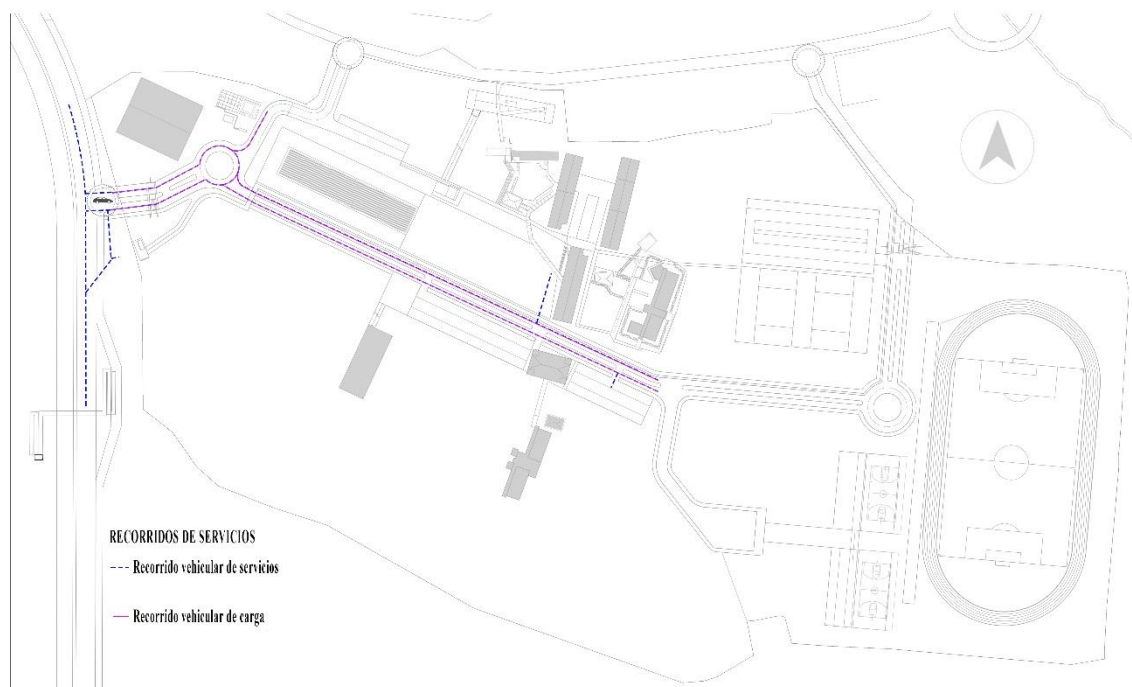 RECORRIDOS DE SERVICIOS
Recorrido vehicular de servicios
Recorrido vehicular de carga